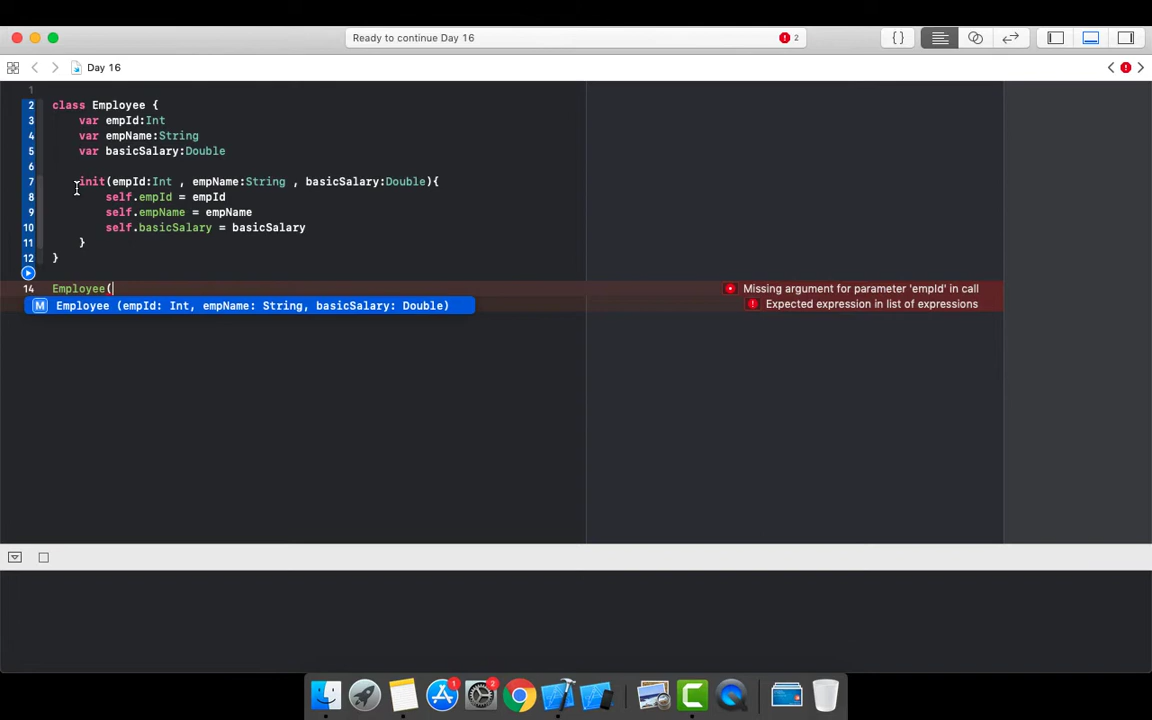 Ready to continue Day 16
2
{ }
Day 16
1
2 class Employee {
3 var empId:Int
4 var empName:String
5 var basicSalary:Double
6
7 init(empId:Int , empName:String , basicSalary:Double){
8 self.empId = empId
9 self.empName = empName
10 self.basicSalary = basicSalary
11 }
12 }
14 Employee( Missing argument for parameter 'empId' in call
M Employee (empId: Int, empName: String, basicSalary: Double) Expected expression in list of expressions
1 2